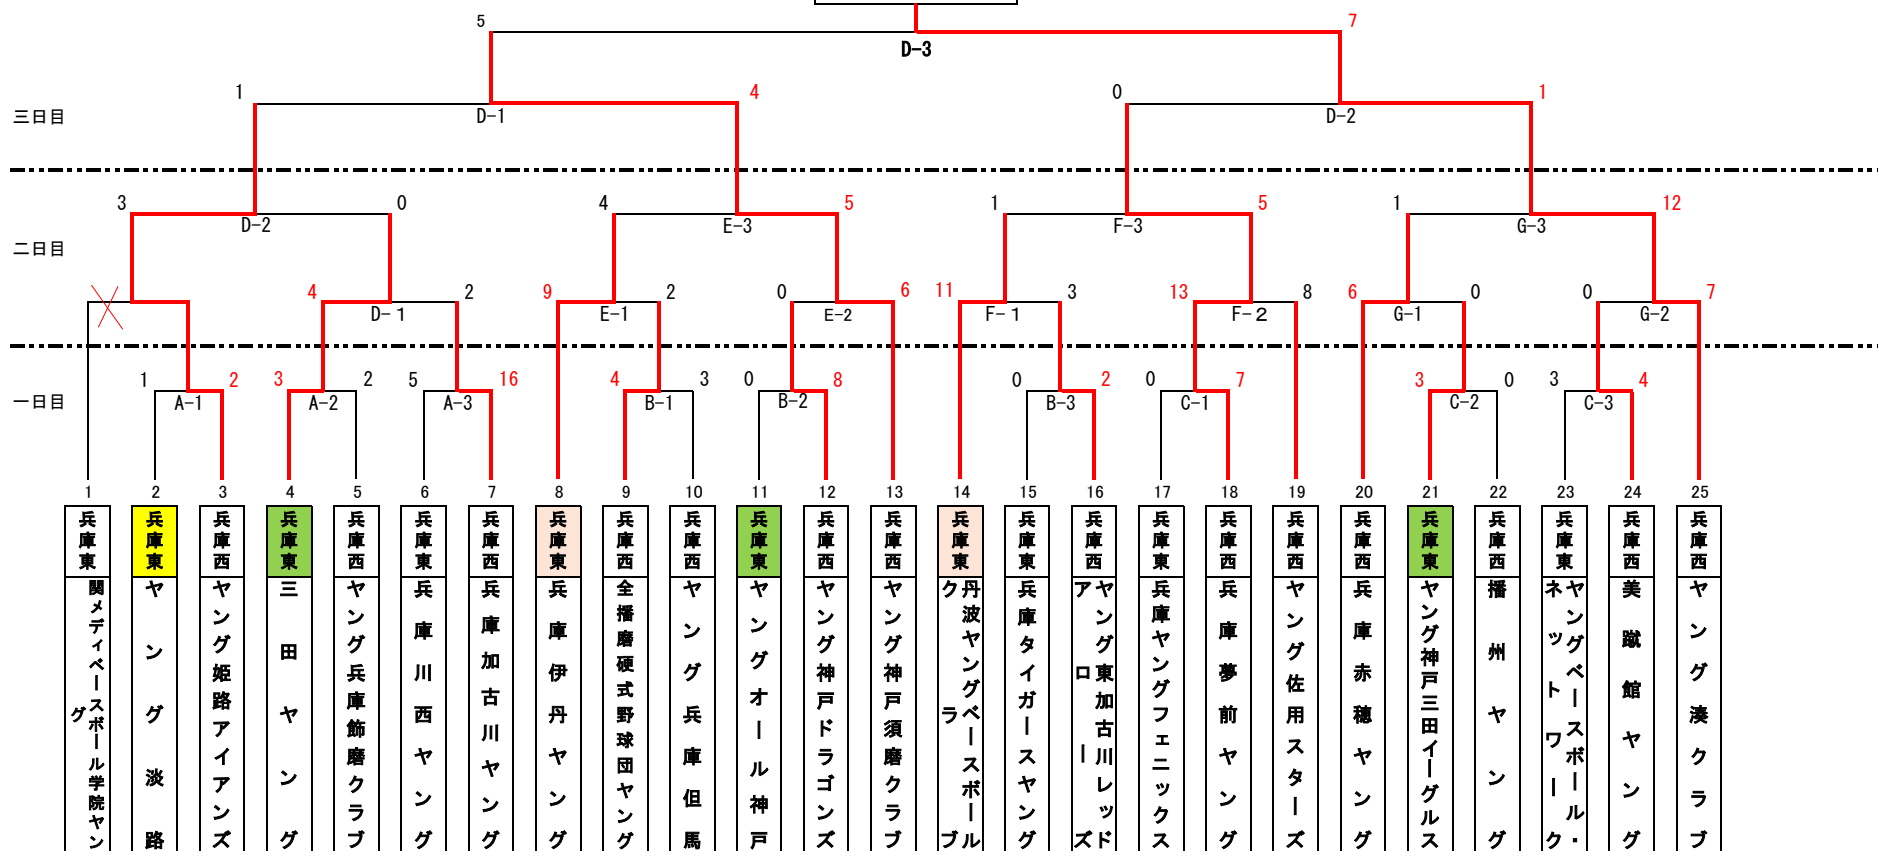 5 7
D-3
1 4 0 1
三日目 D-1 D-2
3 0 4 5 1 5 1 12
D-2 E-3 F-3 G-3
二日目
4 2 9 2 0 6 11 3 13 8 6 0 0 7
D-1 E-1 E-2 F-1 F-2 G-1 G-2
1 2 3 2 5 16 4 3 0 8 0 2 0 7 3 0 3 4
一日目 A-1 A-2 A-3 B-1 B-2 B-3 C-1 C-2 C-3
1 2 3 4 5 6 7 8 9 10 11 12 13 14 15 16 17 18 19 20 21 22 23 24 25
兵庫東 関メディベースボール学院ヤング
兵庫東 ヤング淡路
兵庫西 ヤング姫路アイアンズ
兵庫東 三田ヤング
兵庫西 ヤング兵庫飾磨クラブ
兵庫東 兵庫川西ヤング
兵庫西 兵庫加古川ヤング
兵庫東 兵庫伊丹ヤング
兵庫西 全播磨硬式野球団ヤング
兵庫西 ヤング兵庫但馬
兵庫東 ヤングオール神戸
兵庫西 ヤング神戸ドラゴンズ
兵庫西 ヤング神戸須磨クラブ
兵庫東 丹波ヤングベースボールクラブ
兵庫東 兵庫タイガースヤング
兵庫西 ヤング東加古川レッドアローズ
兵庫東 兵庫ヤングフェニックス
兵庫西 兵庫夢前ヤング
兵庫西 ヤング佐用スターズ
兵庫西 兵庫赤穂ヤング
兵庫東 ヤング神戸三田イーグルス
兵庫西 播州ヤング
兵庫東 ヤングベースボール・ネットワーク
兵庫西 美蹴館ヤング
兵庫西 ヤング湊クラブ